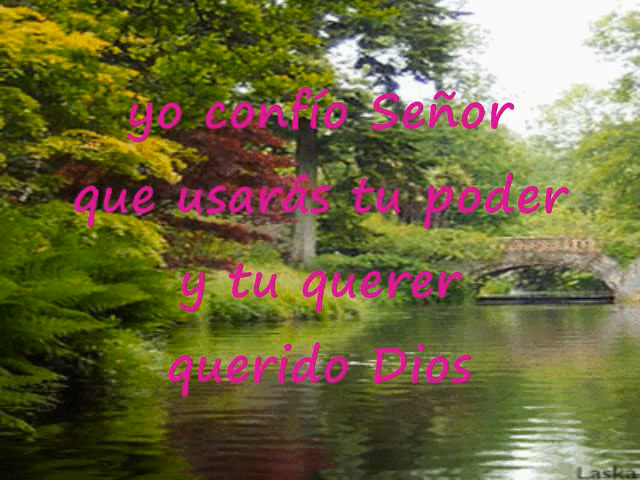 yo confío Señor
que usarás tu poder
y tu querer
querido Dios
Laska